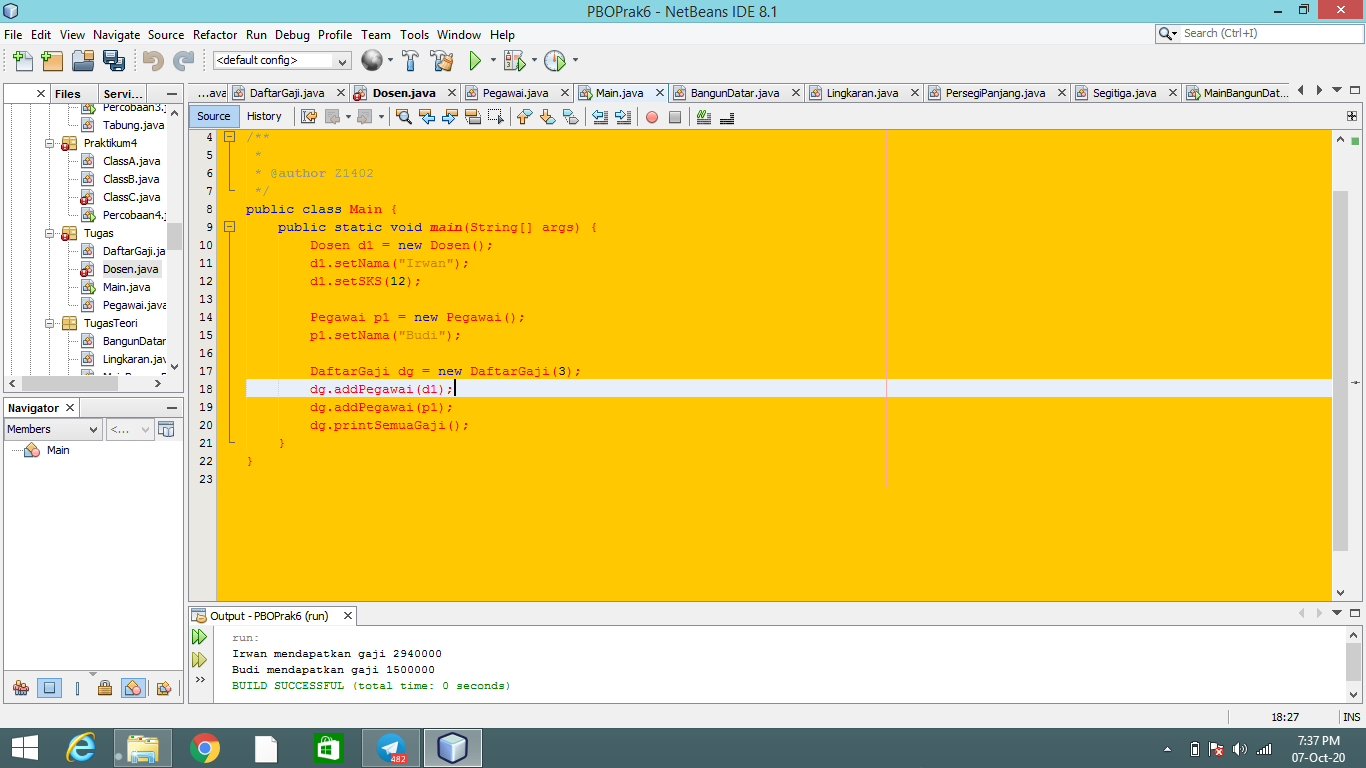 PBOPrak6 - NetBeans IDE 8.1
File Edit View Navigate Source Refactor Run Debug Profile Team Tools Window Help
Search (Ctrl+I)
<default config>
Files Servi...
...ava DaftarGaji.java Dosen.java Pegawai.java Main.java BangunDatar.java Lingkaran.java PersegiPanjang.java Segitiga.java MainBangunDat...
Source History
Percobaan3.j
Tabung.java
Praktikum4
ClassA.java
ClassB.java
ClassC.java
Percobaan4.j
Tugas
DaftarGaji.ja
Dosen.java
Main.java
Pegawai.java
TugasTeori
BangunDatar
Lingkaran.jav
Navigator
Members <...
Main
4 /**
5 *
6 * @author Z1402
7 */
8 public class Main {
9 public static void main(String[] args) {
10 Dosen d1 = new Dosen();
11 d1.setNama("Irwan");
12 d1.setSKS(12);
13
14 Pegawai p1 = new Pegawai();
15 p1.setNama("Budi");
16
17 DaftarGaji dg = new DaftarGaji(3);
18 dg.addPegawai(d1);
19 dg.addPegawai(p1);
20 dg.printSemuaGaji();
21 }
22 }
23
Output - PBOPrak6 (run)
run:
Irwan mendapatkan gaji 2940000
Budi mendapatkan gaji 1500000
BUILD SUCCESSFUL (total time: 0 seconds)
18:27 INS
482
7:37 PM
07-Oct-20